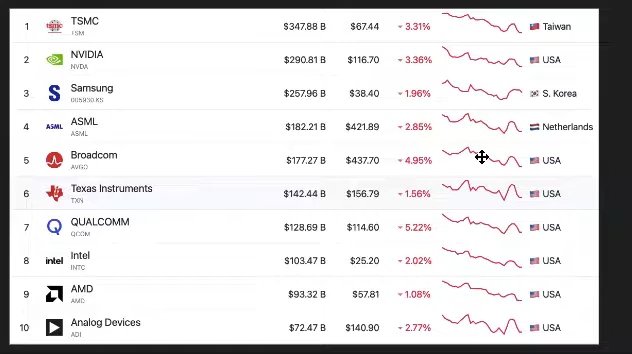 1 TSMC $347.88 B $67.44 3.31% Taiwan
TSM
2 NVIDIA $290.81 B $116.70 3.36% USA
NVDA
3 Samsung $257.96 B $38.40 1.96% S. Korea
005930.KS
4 ASML ASML $182.21 B $421.89 2.85% Netherlands
ASML
5 Broadcom $177.27 B $437.70 4.95% USA
AVGO
6 Texas Instruments $142.44 B $156.79 1.56% USA
TXN
7 QUALCOMM $128.69 B $114.60 5.22% USA
QCOM
8 intel Intel $103.47 B $25.20 2.02% USA
INTC
9 AMD $93.32 B $57.81 1.08% USA
AMD
10 Analog Devices $72.47 B $140.90 2.77% USA
ADI